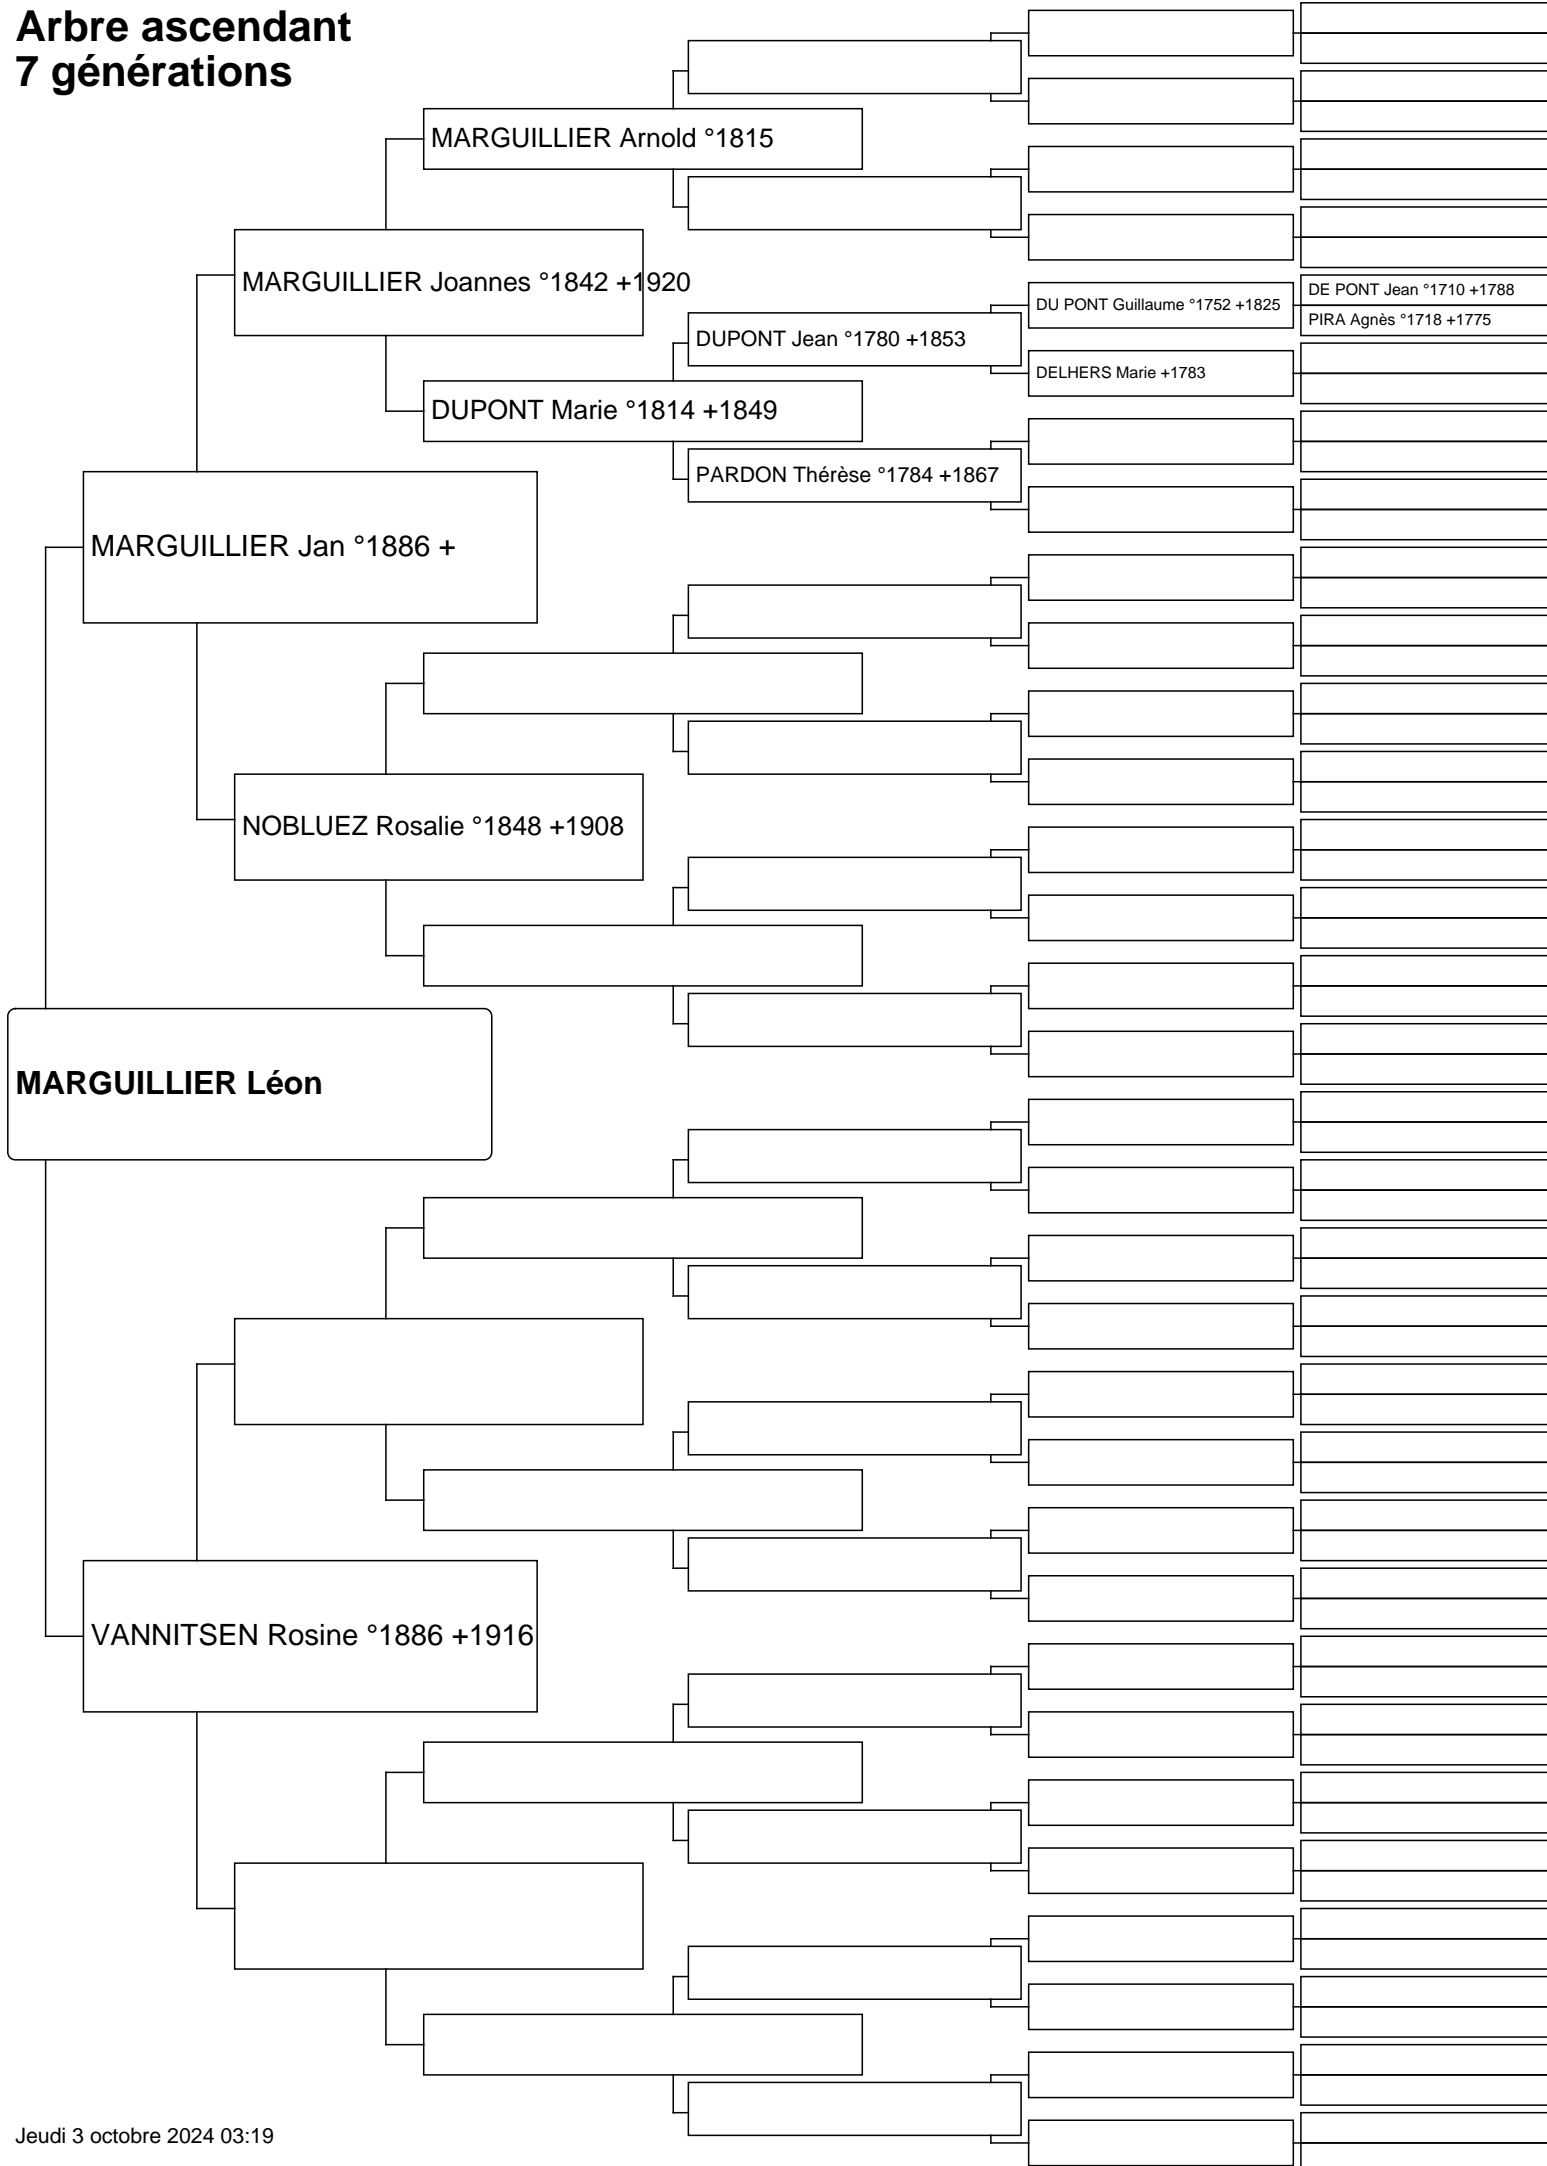 Arbre ascendant
7 générations
MARGUILLIER Arnold °1815
MARGUILLIER Joannes °1842 +1920
DU PONT Guillaume °1752 +1825
DE PONT Jean °1710 +1788
PIRA Agnès °1718 +1775
DUPONT Jean °1780 +1853
DELHERS Marie +1783
DUPONT Marie °1814 +1849
PARDON Thérèse °1784 +1867
MARGUILLIER Jan °1886 +
NOBLUEZ Rosalie °1848 +1908
MARGUILLIER Léon
VANNITSEN Rosine °1886 +1916
Jeudi 3 octobre 2024 03:19